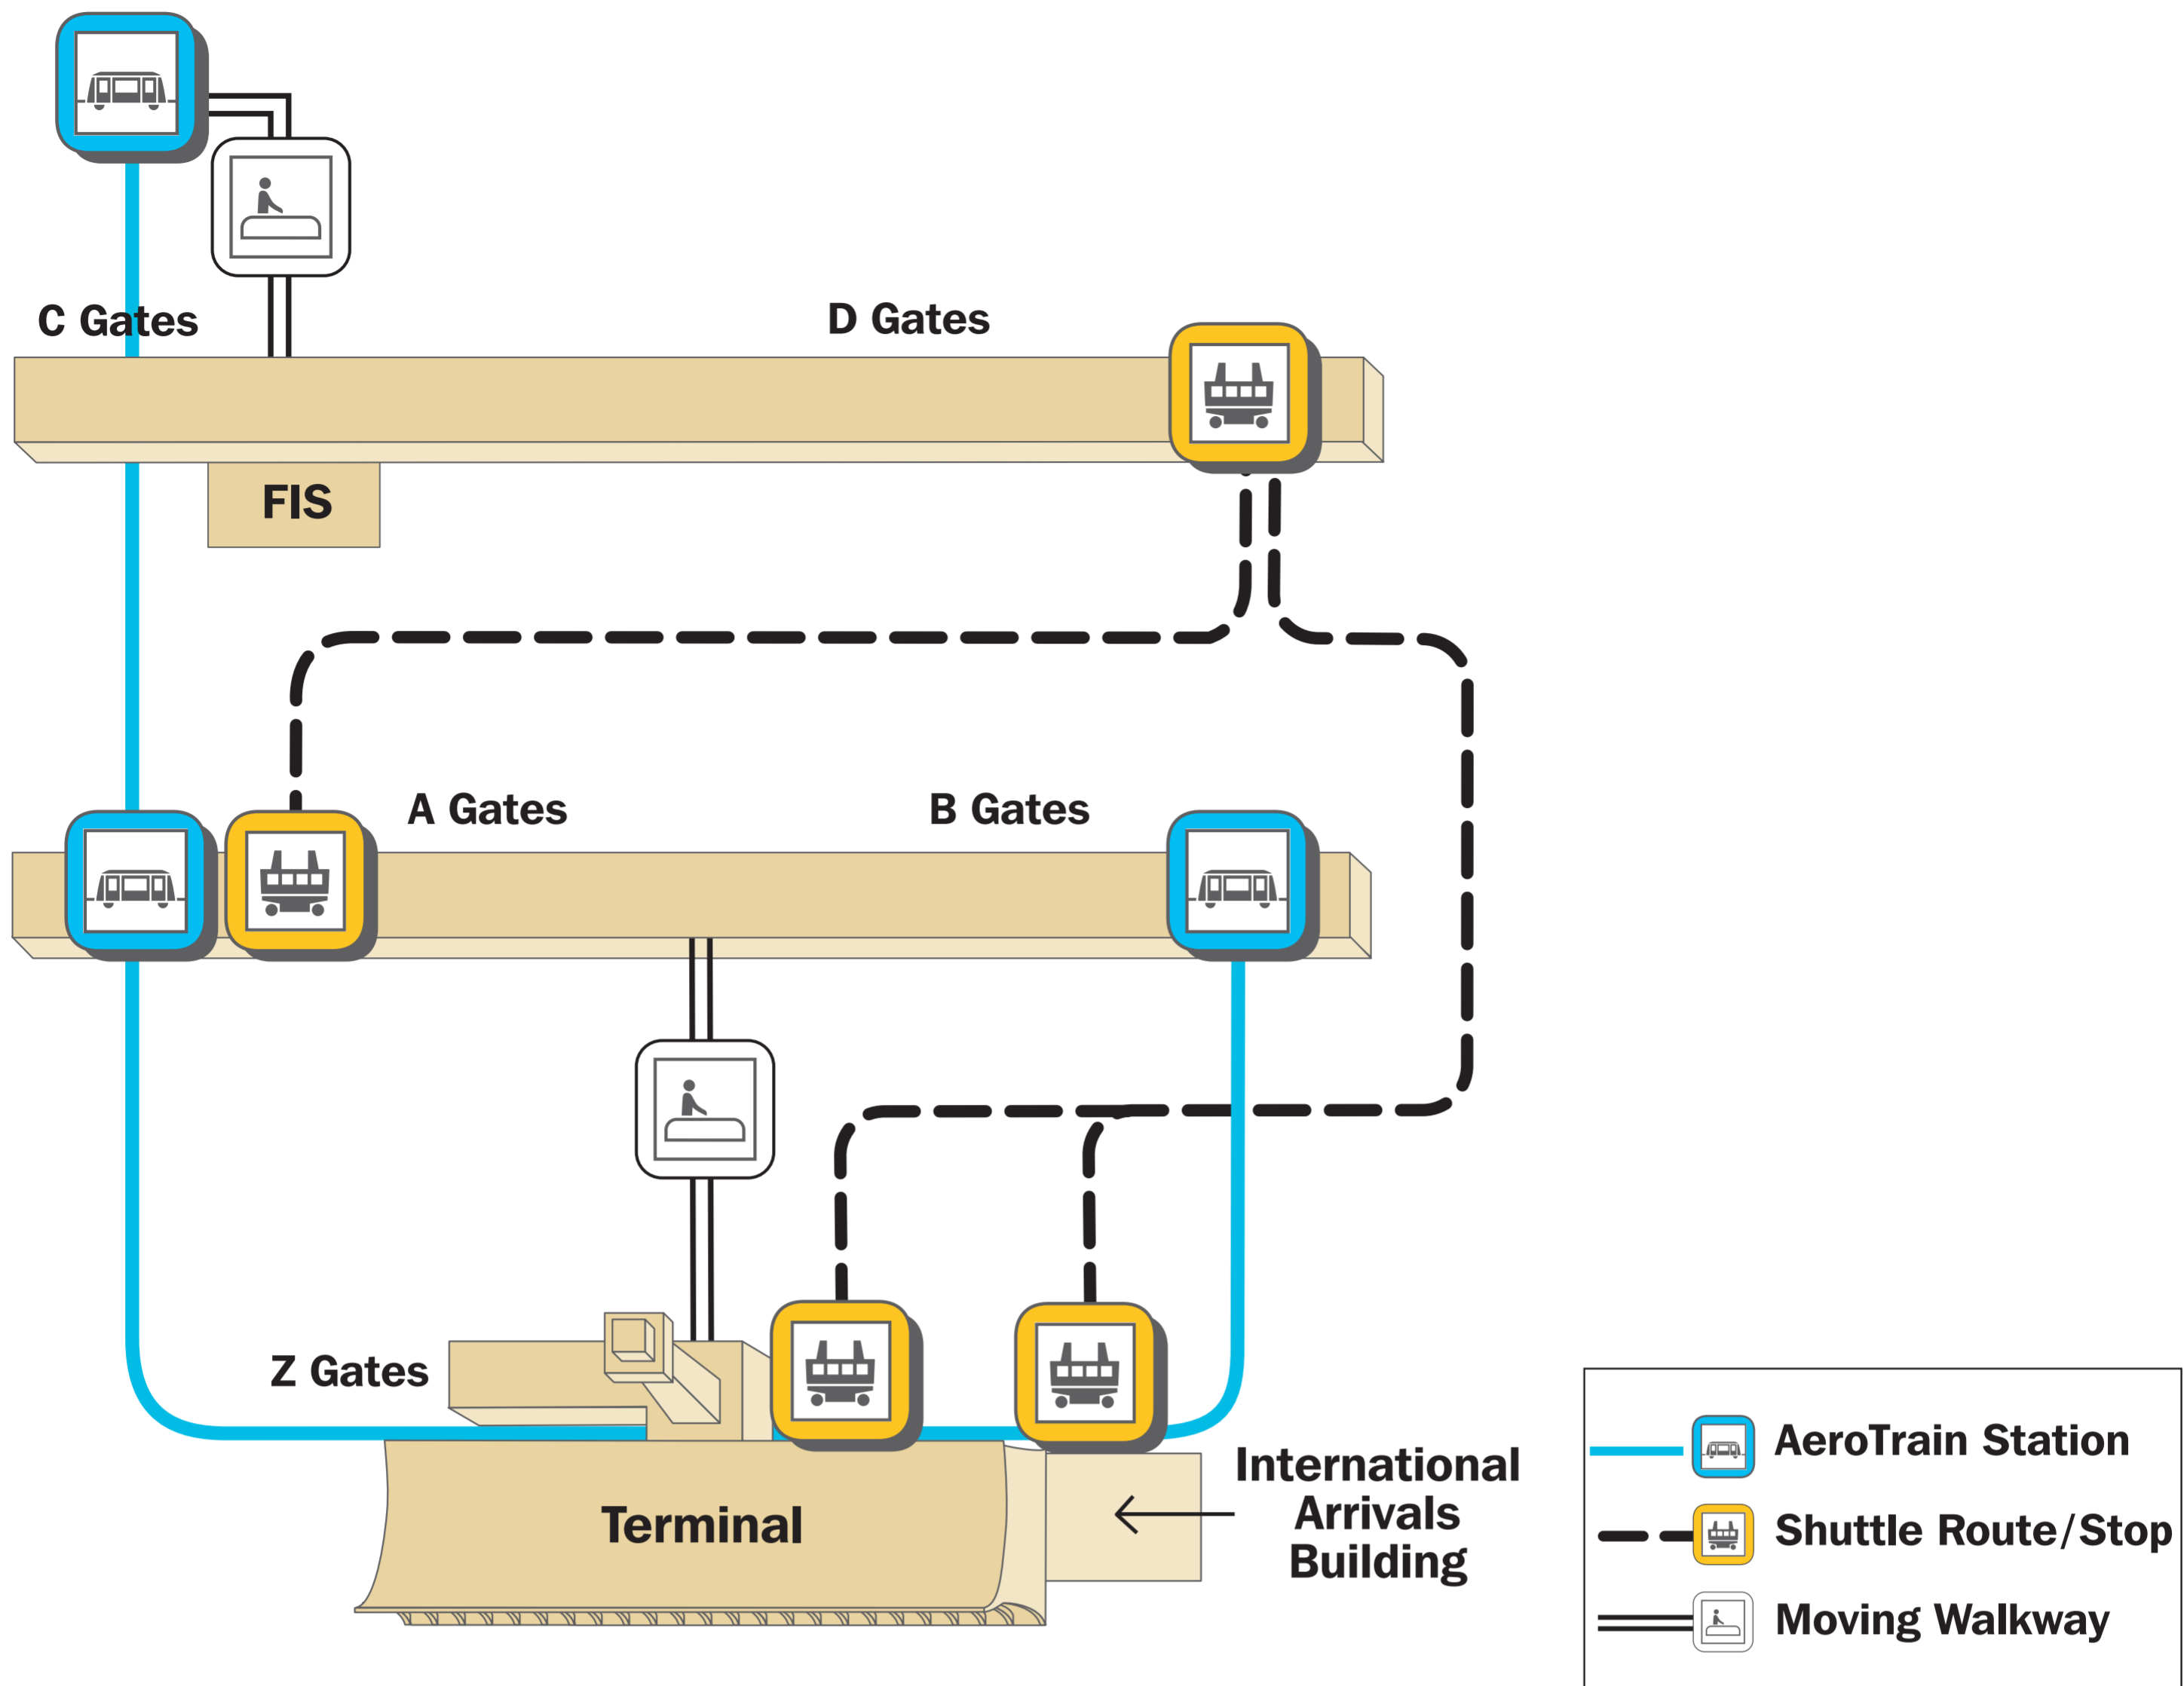 C Gates
D Gates
FIS
A Gates
B Gates
Z Gates
Terminal
International
Arrivals
Building
AeroTrain Station
Shuttle Route/Stop
Moving Walkway